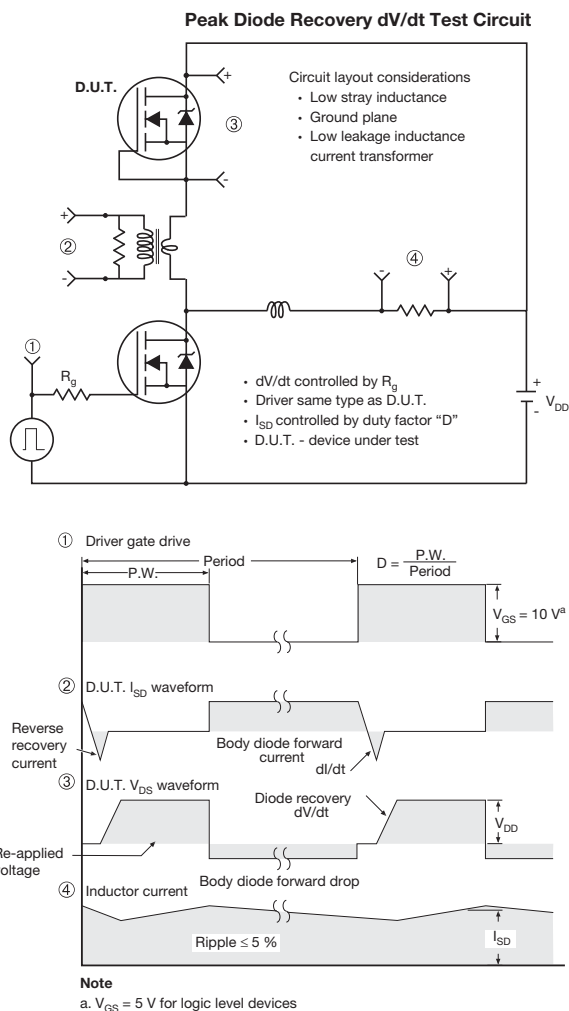 Peak Diode Recovery dV/dt Test Circuit
D.U.T.
+
③
-
Circuit layout considerations
• Low stray inductance
• Ground plane
• Low leakage inductance
current transformer
+
②
-
④
-
+
①
Rg
• dV/dt controlled by Rg
• Driver same type as D.U.T.
• ISD controlled by duty factor “D”
• D.U.T. - device under test
+
VDD
-
① Driver gate drive
Period
P.W.
D = P.W.
Period
VGS = 10 Va
② D.U.T. ISD waveform
Reverse
recovery
current
Body diode forward
current
dI/dt
③ D.U.T. VDS waveform
Diode recovery
dV/dt
VDD
Re-applied
voltage
Body diode forward drop
④ Inductor current
Ripple ≤ 5 %
ISD
Note
a. VGS = 5 V for logic level devices